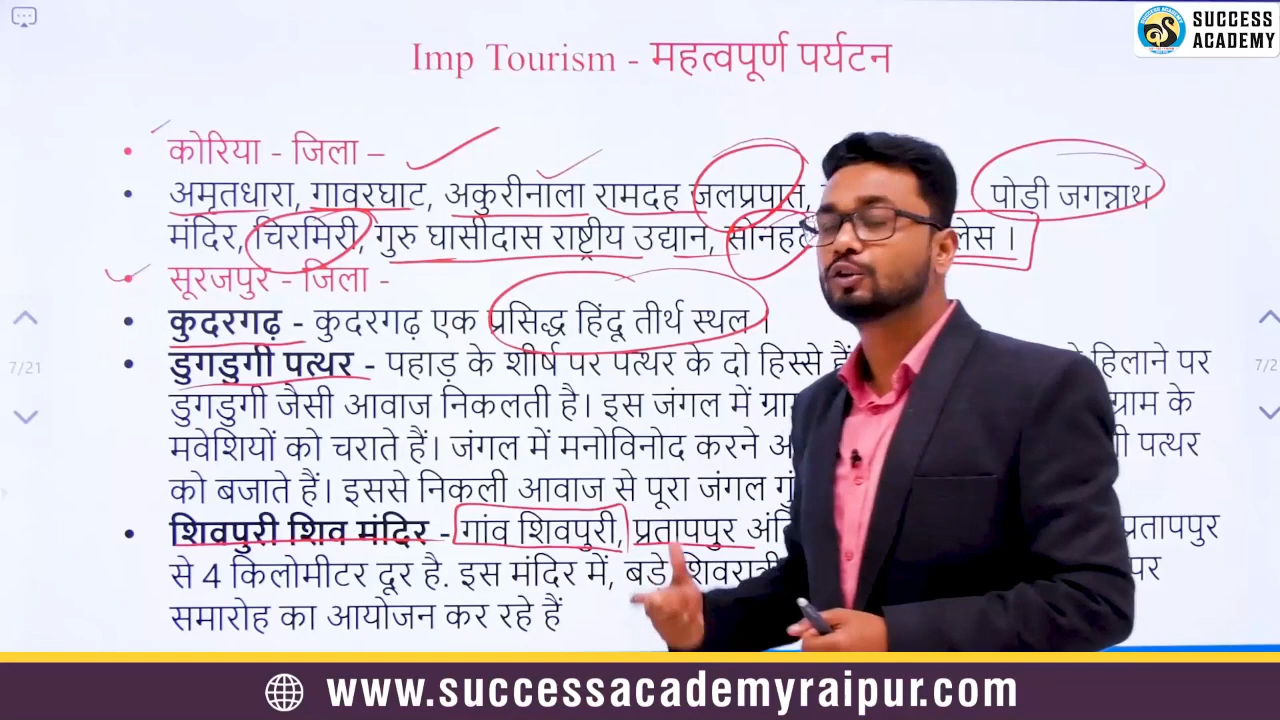 SUCCESS
ACADEMY
Imp Tourism - महत्वपूर्ण पर्यटन
• कोरिया - जिला –
• अमृतधारा, गावरघाट, अकुरीनाला रामदह जलप्रपात, पोडी जगन्नाथ
मंदिर, चिरमिरी, गुरु घासीदास राष्ट्रीय उद्यान, लेस ।
सूरजपुर - जिला -
• कुदरगढ़ - कुदरगढ़ एक प्रसिद्ध हिंदू तीर्थ स्थल ।
• डुगडुगी पत्थर - पहाड़ के शीर्ष पर पत्थर के दो हिस्से हैं हिलाने पर
7/21
डुगडुगी जैसी आवाज निकलती है। इस जंगल में ग्राम के
मवेशियों को चराते हैं। जंगल में मनोविनोद करने पत्थर
को बजाते हैं। इससे निकली आवाज से पूरा जंगल
• शिवपुरी शिव मंदिर - गांव शिवपुरी, प्रतापपुर प्रतापपुर
से 4 किलोमीटर दूर है. इस मंदिर में, बडे शिवरात्री पर
समारोह का आयोजन कर रहे हैं
www.successacademyraipur.com